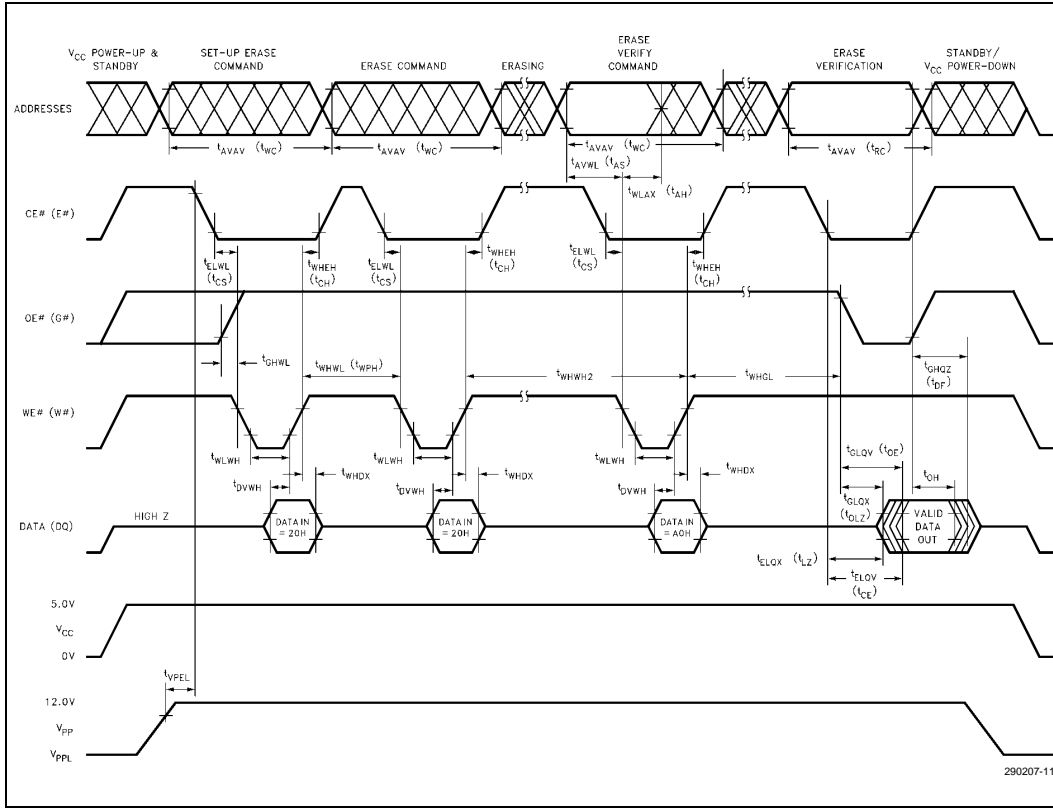 VCC POWER-UP & STANDBY
SET-UP ERASE COMMAND
ERASE COMMAND
ERASING
ERASE VERIFY COMMAND
ERASE VERIFICATION
STANDBY/ VCC POWER-DOWN
ADDRESSES
tAVAV (tWC)
tAVAV (tWC)
tAVAV (tWC)
tAVAV (tRC)
tAVWL (tAS)
tWLAX (tAH)
CE# (E#)
tELWL (tCS)
tWHEH (tCH)
tELWL (tCS)
tWHEH (tCH)
tELWL (tCS)
tWHEH (tCH)
OE# (G#)
tGHWL
tWHWL (tWPH)
tWHWH2
tWHGL
tGHQZ (tDF)
WE# (W#)
tWLWH
tWLWH
tWLWH
tGLQV (tOE)
tDVWH
tWHDX
tDVWH
tWHDX
tDVWH
tWHDX
tGLQX (tOLZ)
tOH
DATA (DQ)
HIGH Z
DATA IN = 20H
DATA IN = 20H
DATA IN = A0H
VALID DATA OUT
tELQX (tLZ)
tELQV (tCE)
5.0V
VCC
0V
tVPEL
12.0V
VPP
VPPL
290207-11